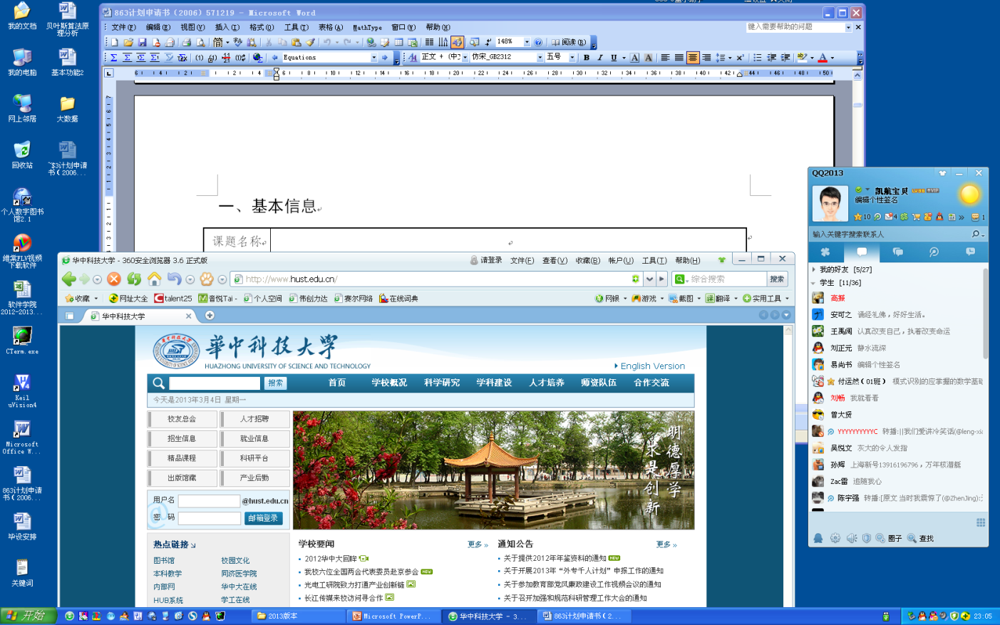 我的文档
贝叶斯算法原
理分析
我的电脑
基本功能2
网上邻居
大数据
回收站
~$3计划申请
书(2006...
个人数字图书
馆2.1
维棠FLV视频
下载软件
软件学院
2012-2013...
CTerm.exe
Keil
uVision4
Microsoft
Office W...
863计划申请
书(2006...
毕设安排
关键词
863计划申请书(2006)571219 - Microsoft Word
文件(F) 编辑(E) 视图(V) 插入(I) 格式(O) 工具(T) 表格(A) MathType 窗口(W) 帮助(H)
键入需要帮助的问题
148% 阅读(R)
Equations 正文 + (中 仿宋_GB2312 五号 B I U
一、基本信息
课题名称
华中科技大学 - 360安全浏览器 3.6 正式版
请登录 文件(F) 查看(V) 收藏(B) 帐户(U) 工具(T) 帮助(H)
http://www.hust.edu.cn/
综合搜索 搜索
收藏 网址大全 talent25 音悦Tai - 个人空间 伟创力达 赛尔网络 在线词典
网银 游戏 截图 翻译 实用工具
华中科技大学
華中科技大学
HUAZHONG UNIVERSITY OF SCIENCE AND TECHNOLOGY
English Version
搜索 首页 学校概况 科学研究 学科建设 人才培养 师资队伍 合作交流
今天是2013年3月4日 星期一
校友总会 人才招聘
招生信息 就业信息
精品课程 科研平台
出版馆藏 产业后勤
明德厚学
求是创新
用户名 @hust.edu.cn
密 码 邮箱登录
热点链接
图书馆 校园文化
本科教学 同济医学院
内部网 华中大在线
HUB系统 学工在线
学校要闻 更多 »
2012华中大回眸
我校六位全国两会代表委员赴京参会 NEW
光电工研院致力打造产业创新链
长江传媒来校访问寻合作
通知公告 更多 »
关于提供2012年年鉴资料的通知 NEW
关于开展2013年“外专千人计划”申报工作的通知
关于参加教育部党风廉政建设工作视频会议的通知
关于召开加强和规范科研管理工作大会的通知
QQ2013
凯航宝贝
编辑个性签名
10 4 1
输入关键字搜索联系人
我的好友 [5/27]
学生 [11/36]
安可之 诵经礼佛，好好生活。
王禹阀 认真改变自己，执着改变命运
刘正元 静水流深
易尚书 编辑个性签名
付运然(01班) 模式识别的应掌握的数学基础
刘畅 我就看看
曾大贤
YYYYYYYYYYC 转播:||我们爱讲冷笑话(@leng-xia
吴悦文 灰大的令人发指
孙辉 上海新号13916196796，万年核潜艇
Zac雷 追随我心
陈宇强 转播:[原文 当时我震惊了(@ZhenJing):
圈子 查找
开始
2013版本
Microsoft PowerP...
华中科技大学 - 3...
863计划申请书(2...
23:05